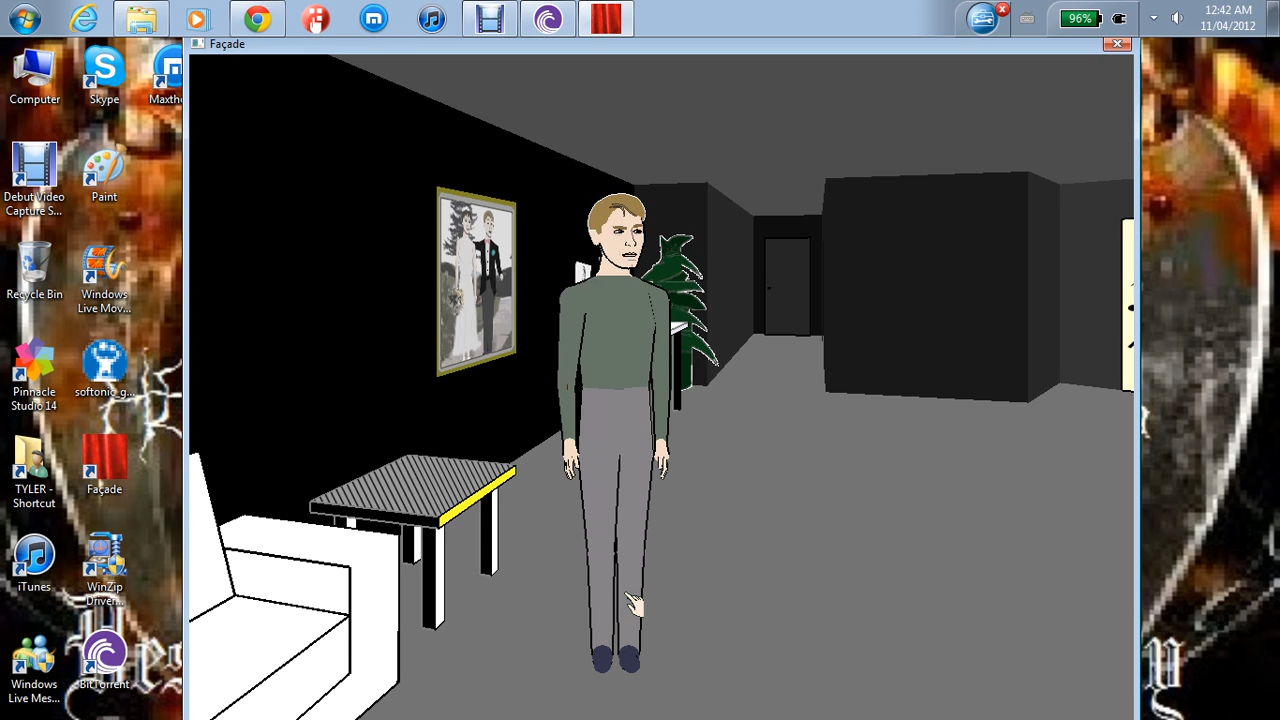 96%
12:42 AM
11/04/2012
Façade
Computer
Skype
Maxth
Debut Video
Capture S...
Paint
Recycle Bin
Windows
Live Mov...
Pinnacle
Studio 14
softonic_g...
TYLER -
Shortcut
Façade
iTunes
WinZip
Driver...
Windows
Live Mes...
BitTorrent